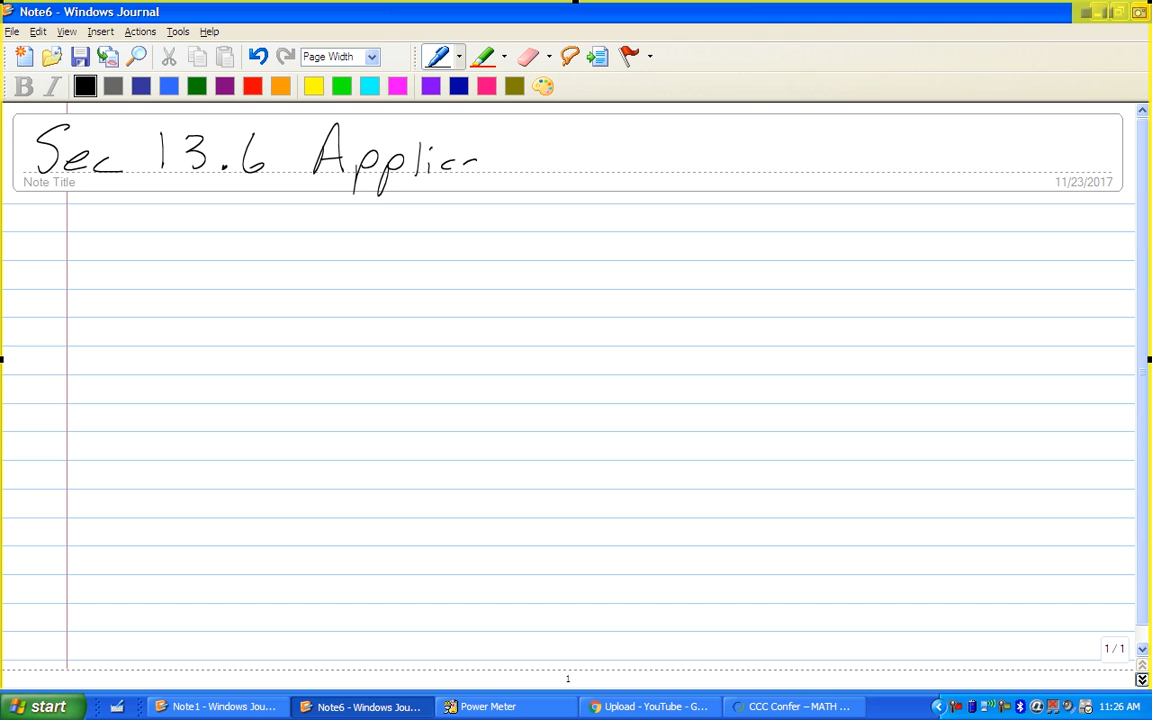 Note6 - Windows Journal
File Edit View Insert Actions Tools Help
Page Width
B I
Sec 13.6 Applica
Note Title
11/23/2017
1 / 1
1
start
Note1 - Windows Jou...
Note6 - Windows Jou...
Power Meter
Upload - YouTube - G...
CCC Confer – MATH ...
11:26 AM